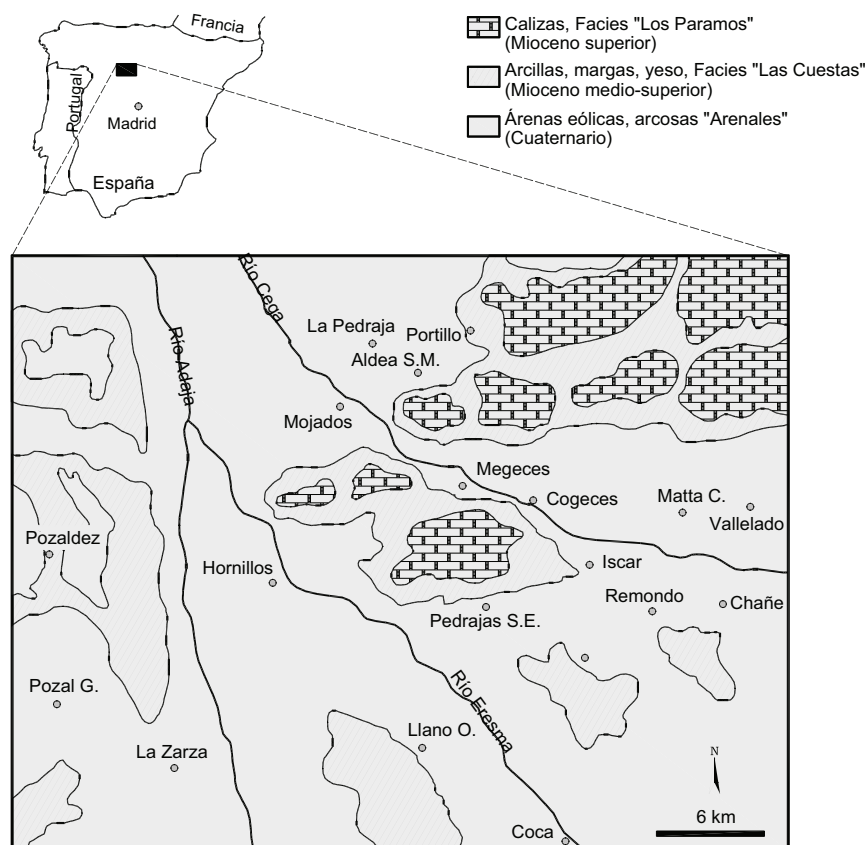 Francia
Portugal
Madrid
España
Calizas, Facies "Los Paramos"
(Mioceno superior)
Arcillas, margas, yeso, Facies "Las Cuestas"
(Mioceno medio-superior)
Árenas eólicas, arcosas "Arenales"
(Cuaternario)
Río Cega
La Pedraja
Portillo
Río Adaja
Aldea S.M.
Mojados
Megeces
Cogeces
Matta C.
Vallelado
Pozaldez
Hornillos
Iscar
Remondo
Chañe
Pedrajas S.E.
Pozal G.
Río Eresma
Llano O.
La Zarza
N
6 km
Coca